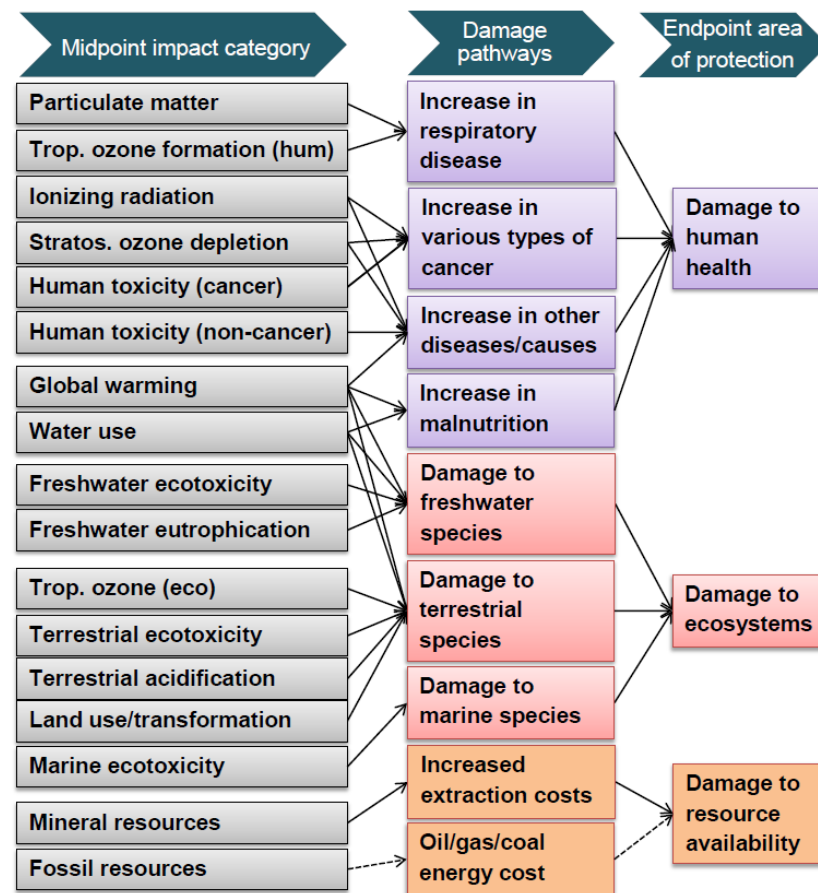 Midpoint impact category
Damage
pathways
Endpoint area
of protection
Particulate matter
Trop. ozone formation (hum)
Ionizing radiation
Stratos. ozone depletion
Human toxicity (cancer)
Human toxicity (non-cancer)
Global warming
Water use
Freshwater ecotoxicity
Freshwater eutrophication
Trop. ozone (eco)
Terrestrial ecotoxicity
Terrestrial acidification
Land use/transformation
Marine ecotoxicity
Mineral resources
Fossil resources
Increase in
respiratory
disease
Increase in
various types of
cancer
Increase in other
diseases/causes
Increase in
malnutrition
Damage to
freshwater
species
Damage to
terrestrial
species
Damage to
marine species
Increased
extraction costs
Oil/gas/coal
energy cost
Damage to
human
health
Damage to
ecosystems
Damage to
resource
availability